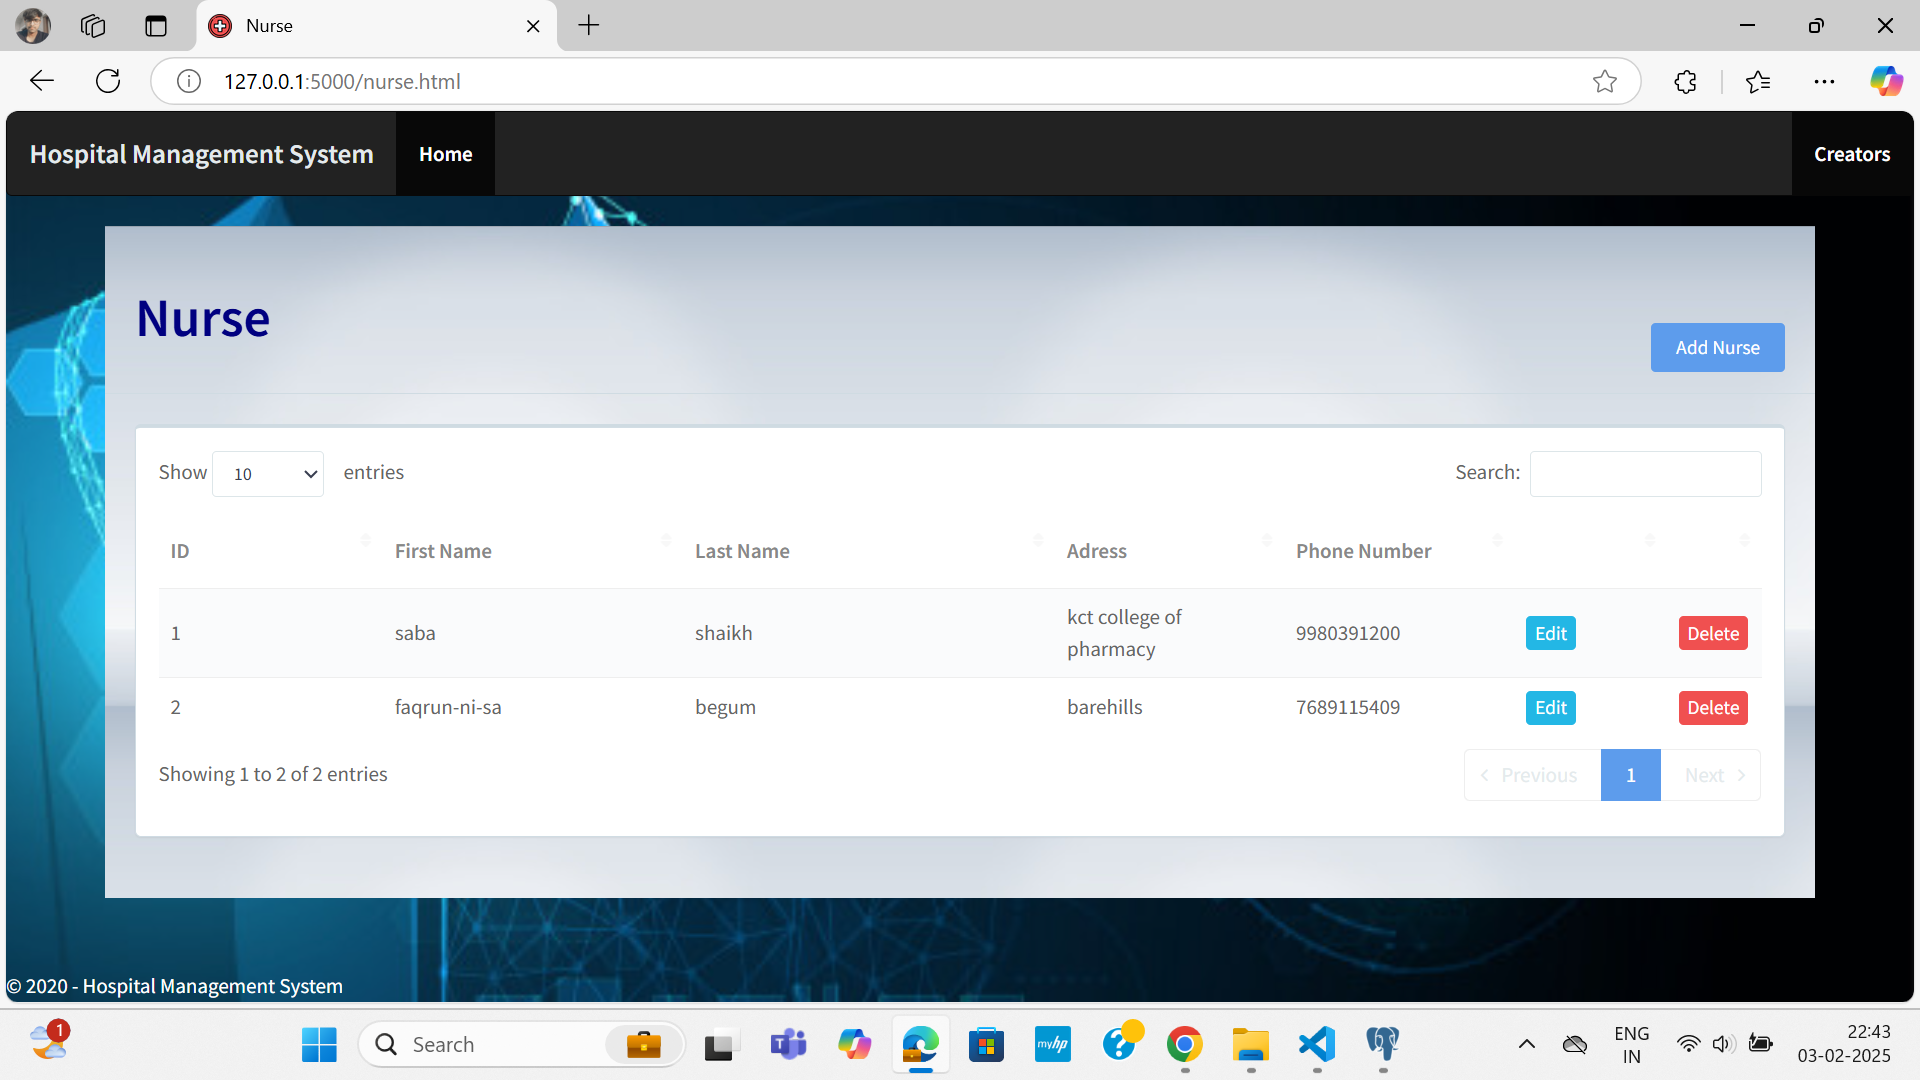 Nurse
127.0.0.1:5000/nurse.html
Hospital Management System Home Creators
Nurse
Add Nurse
Show 10 entries Search:
ID First Name Last Name Adress Phone Number
1 saba shaikh kct college of pharmacy 9980391200 Edit Delete
2 faqrun-ni-sa begum barehills 7689115409 Edit Delete
Showing 1 to 2 of 2 entries Previous 1 Next
© 2020 - Hospital Management System
1 Search myhp ENG 22:43
IN 03-02-2025